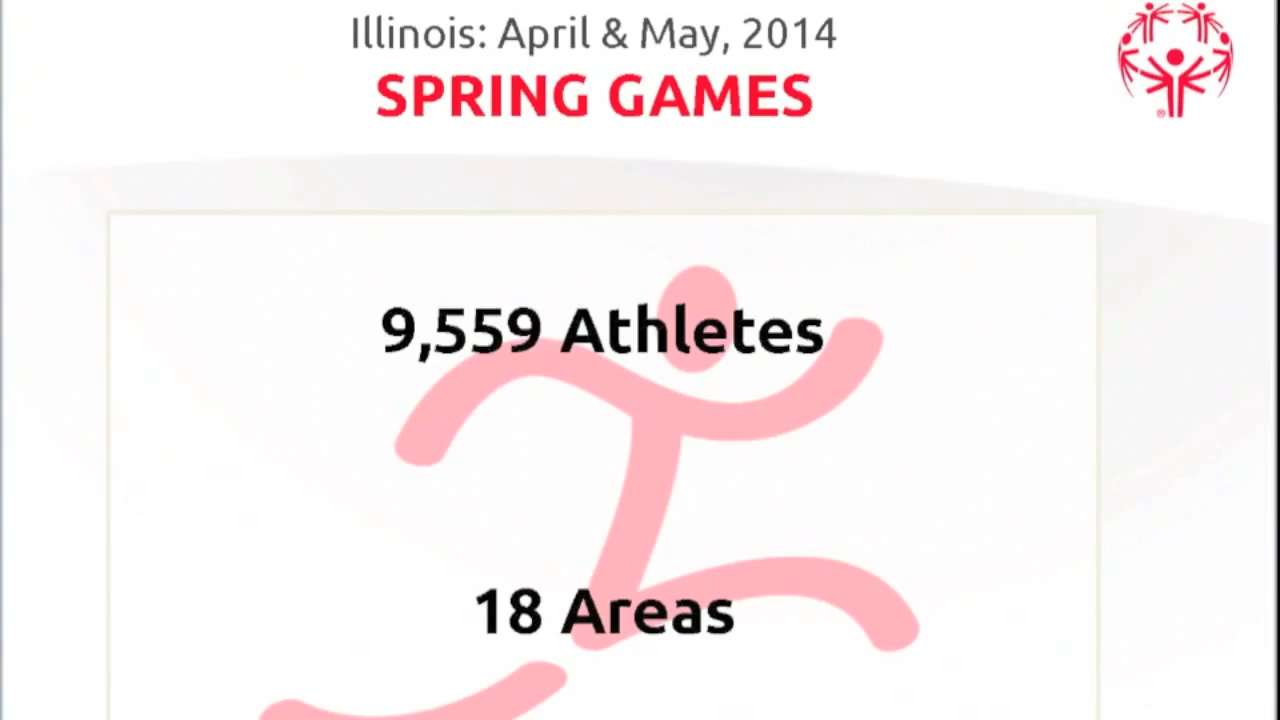 Illinois: April & May, 2014
SPRING GAMES
®
9,559 Athletes
18 Areas